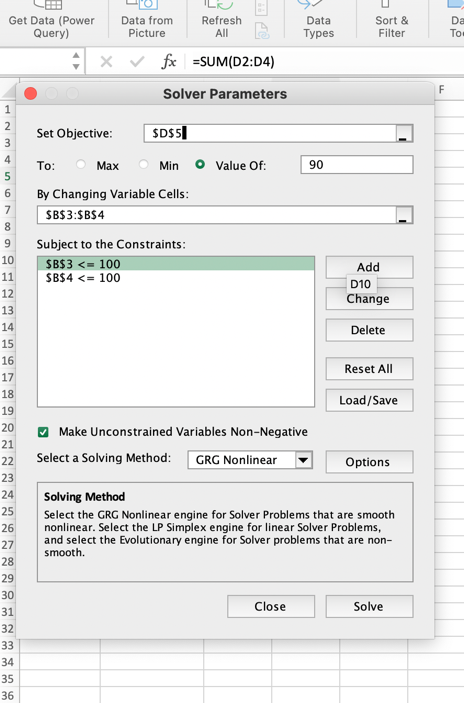 Get Data (Power Query)
Data from Picture
Refresh All
Data Types
Sort & Filter
Da
To
fx =SUM(D2:D4)
F
Solver Parameters
Set Objective: $D$5
To: Max Min Value Of: 90
By Changing Variable Cells:
$B$3:$B$4
Subject to the Constraints:
$B$3 <= 100
$B$4 <= 100
Add
D10
Change
Delete
Reset All
Load/Save
Make Unconstrained Variables Non-Negative
Select a Solving Method: GRG Nonlinear
Options
Solving Method
Select the GRG Nonlinear engine for Solver Problems that are smooth
nonlinear. Select the LP Simplex engine for linear Solver Problems,
and select the Evolutionary engine for Solver problems that are non-
smooth.
Close
Solve
1
2
3
4
5
6
7
8
9
10
11
12
13
14
15
16
17
18
19
20
21
22
23
24
25
26
27
28
29
30
31
32
33
34
35
36